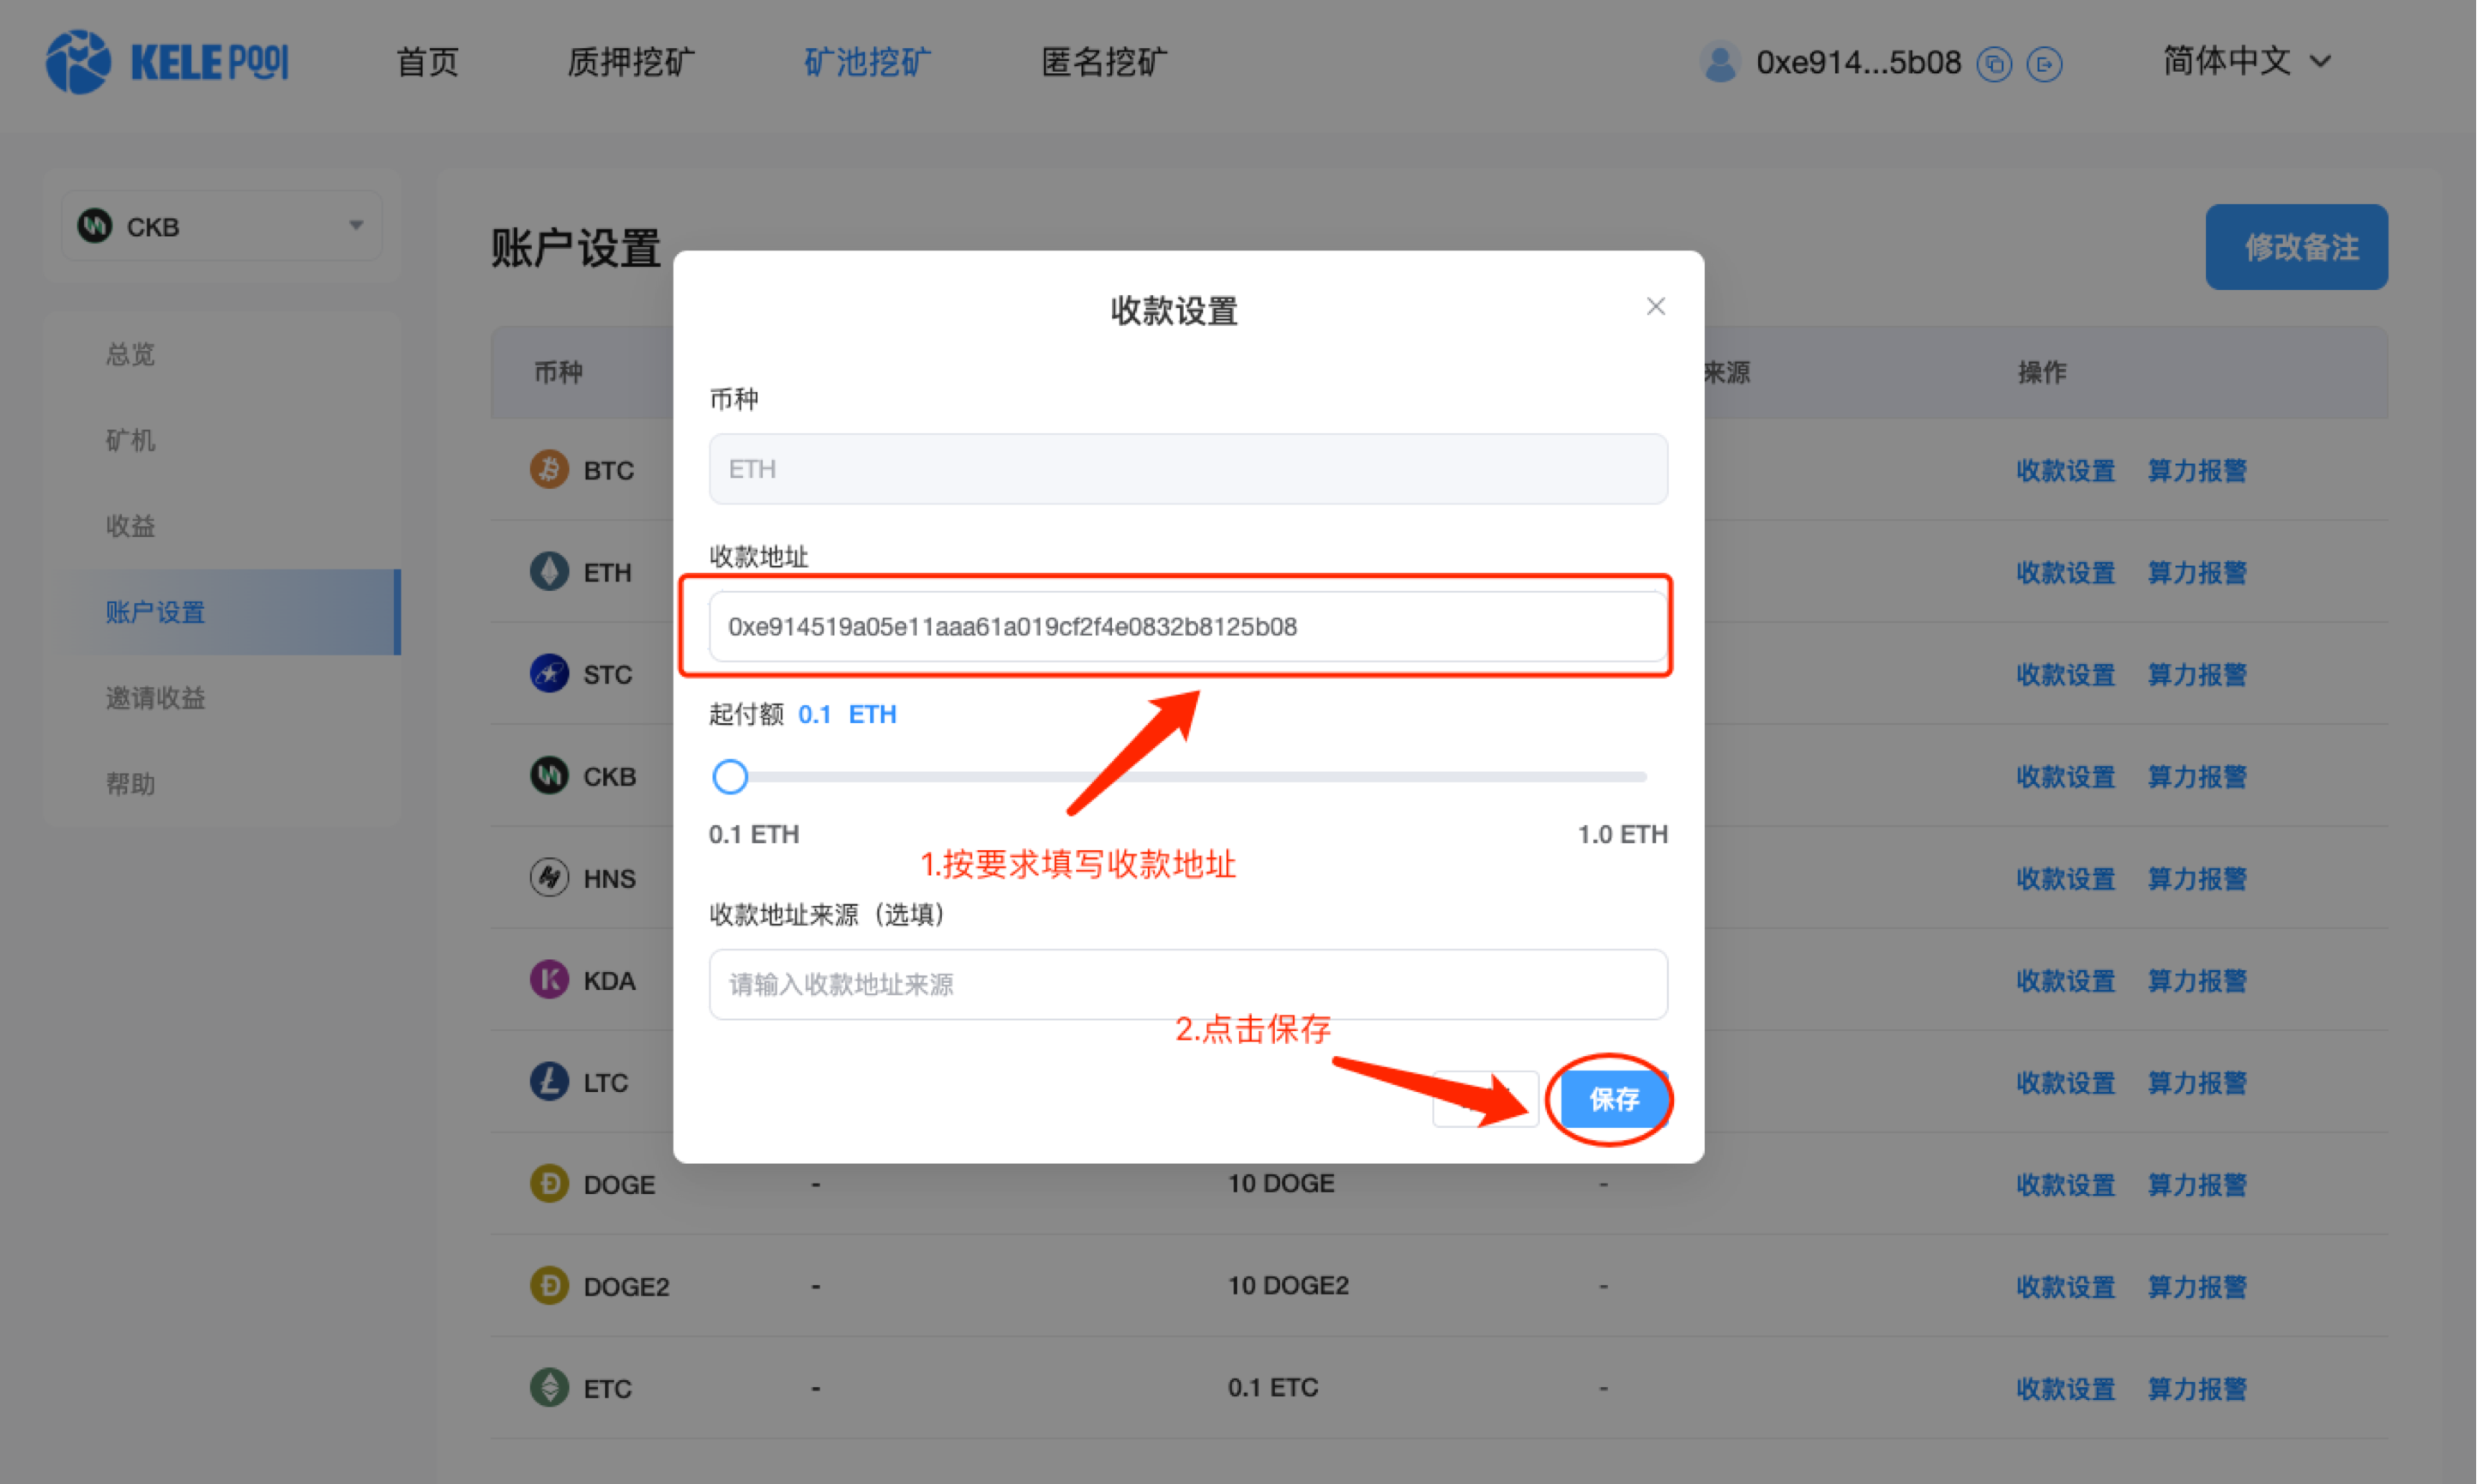 KELE POOl
首页
质押挖矿
矿池挖矿
匿名挖矿
0xe914...5b08
简体中文
CKB
总览
矿机
收益
账户设置
邀请收益
帮助
账户设置
修改备注
币种
来源
操作
BTC
收款设置 算力报警
ETH
收款设置 算力报警
STC
收款设置 算力报警
CKB
收款设置 算力报警
HNS
收款设置 算力报警
KDA
收款设置 算力报警
LTC
收款设置 算力报警
DOGE - 10 DOGE - 收款设置 算力报警
DOGE2 - 10 DOGE2 - 收款设置 算力报警
ETC - 0.1 ETC - 收款设置 算力报警
收款设置
币种
ETH
收款地址
0xe914519a05e11aaa61a019cf2f4e0832b8125b08
起付额 0.1 ETH
0.1 ETH 1.0 ETH
1.按要求填写收款地址
收款地址来源（选填）
请输入收款地址来源
2.点击保存
保存